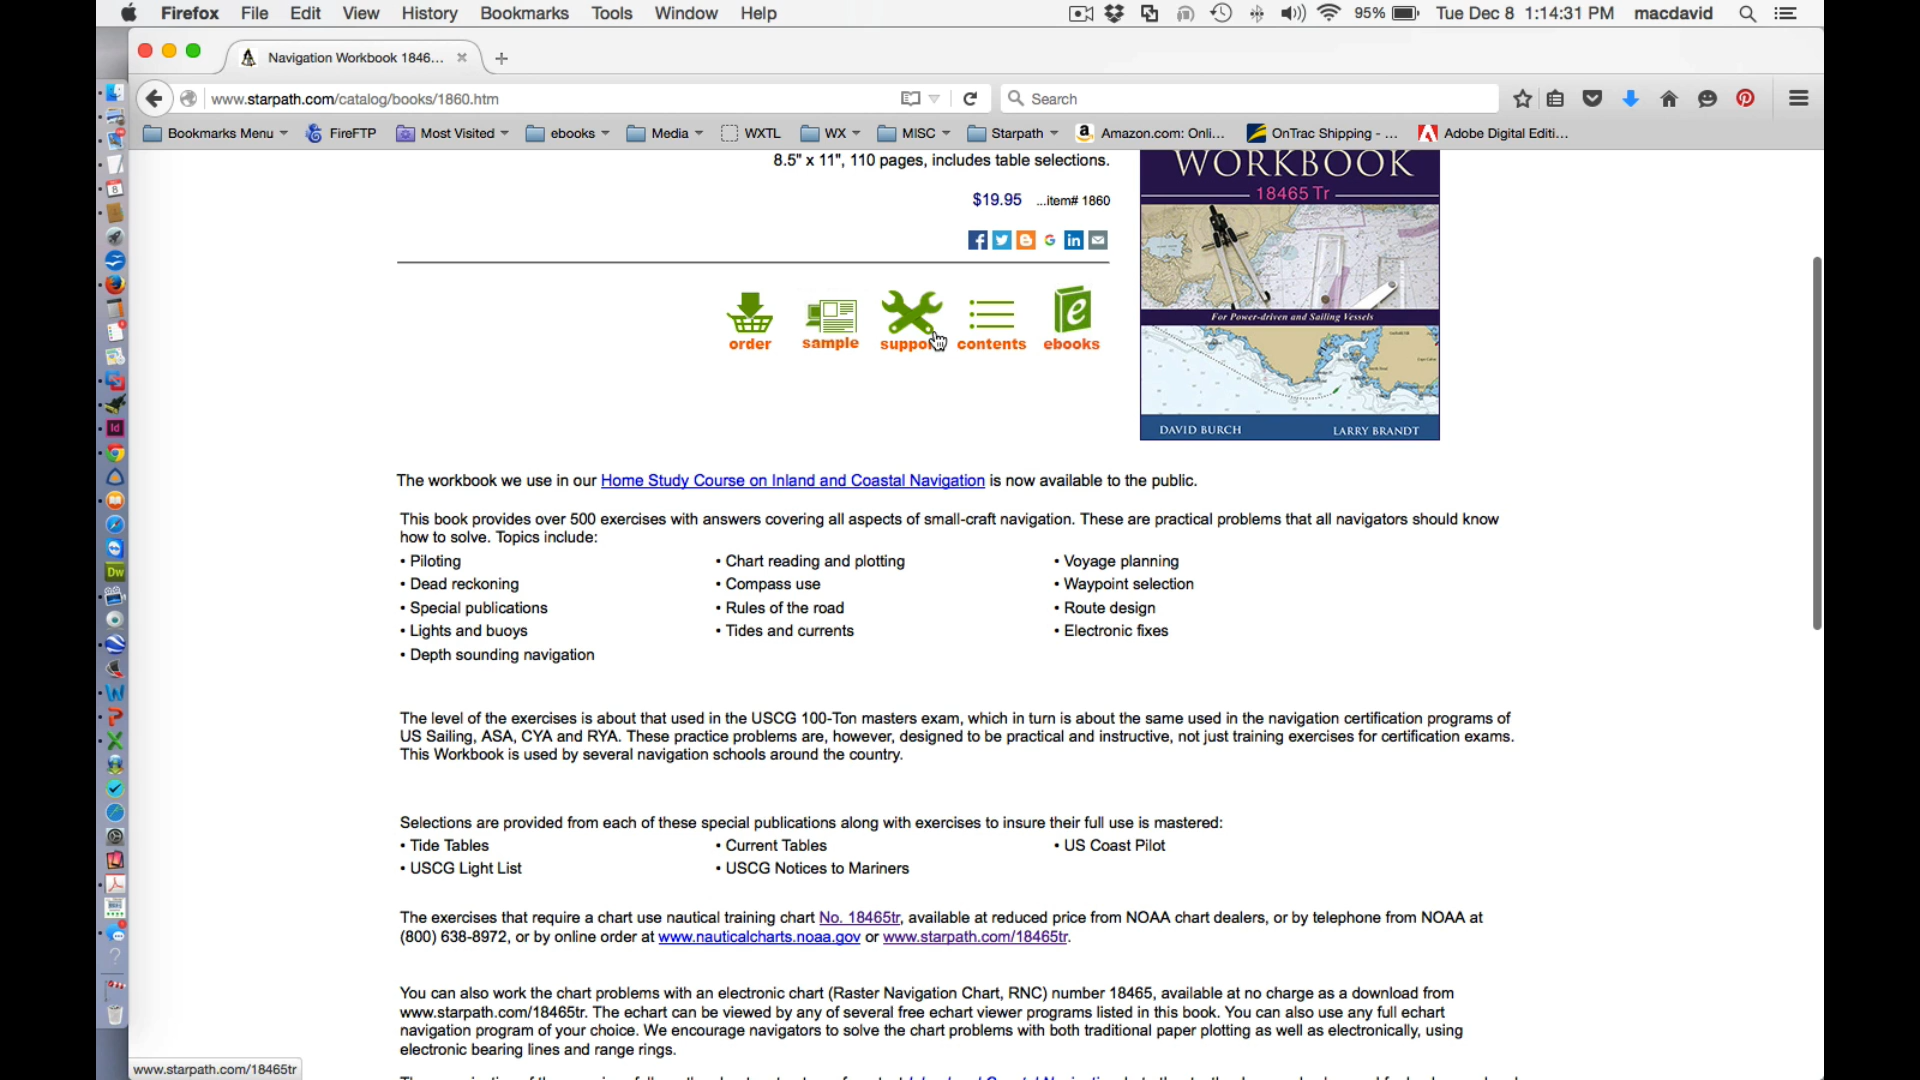 Firefox File Edit View History Bookmarks Tools Window Help 95% Tue Dec 8 1:14:31 PM macdavid
Navigation Workbook 1846...
www.starpath.com/catalog/books/1860.htm Search
Bookmarks Menu FireFTP Most Visited ebooks Media WXTL WX MISC Starpath Amazon.com: Onli... OnTrac Shipping - ... Adobe Digital Editi...
8.5" x 11", 110 pages, includes table selections.
$19.95 ...item# 1860
order sample support contents ebooks
WORKBOOK
18465 Tr
For Power-driven and Sailing Vessels
DAVID BURCH LARRY BRANDT
The workbook we use in our Home Study Course on Inland and Coastal Navigation is now available to the public.
This book provides over 500 exercises with answers covering all aspects of small-craft navigation. These are practical problems that all navigators should know
how to solve. Topics include:
• Piloting • Chart reading and plotting • Voyage planning
• Dead reckoning • Compass use • Waypoint selection
• Special publications • Rules of the road • Route design
• Lights and buoys • Tides and currents • Electronic fixes
• Depth sounding navigation
The level of the exercises is about that used in the USCG 100-Ton masters exam, which in turn is about the same used in the navigation certification programs of
US Sailing, ASA, CYA and RYA. These practice problems are, however, designed to be practical and instructive, not just training exercises for certification exams.
This Workbook is used by several navigation schools around the country.
Selections are provided from each of these special publications along with exercises to insure their full use is mastered:
• Tide Tables • Current Tables • US Coast Pilot
• USCG Light List • USCG Notices to Mariners
The exercises that require a chart use nautical training chart No. 18465tr, available at reduced price from NOAA chart dealers, or by telephone from NOAA at
(800) 638-8972, or by online order at www.nauticalcharts.noaa.gov or www.starpath.com/18465tr.
You can also work the chart problems with an electronic chart (Raster Navigation Chart, RNC) number 18465, available at no charge as a download from
www.starpath.com/18465tr. The echart can be viewed by any of several free echart viewer programs listed in this book. You can also use any full echart
navigation program of your choice. We encourage navigators to solve the chart problems with both traditional paper plotting as well as electronically, using
electronic bearing lines and range rings.
www.starpath.com/18465tr